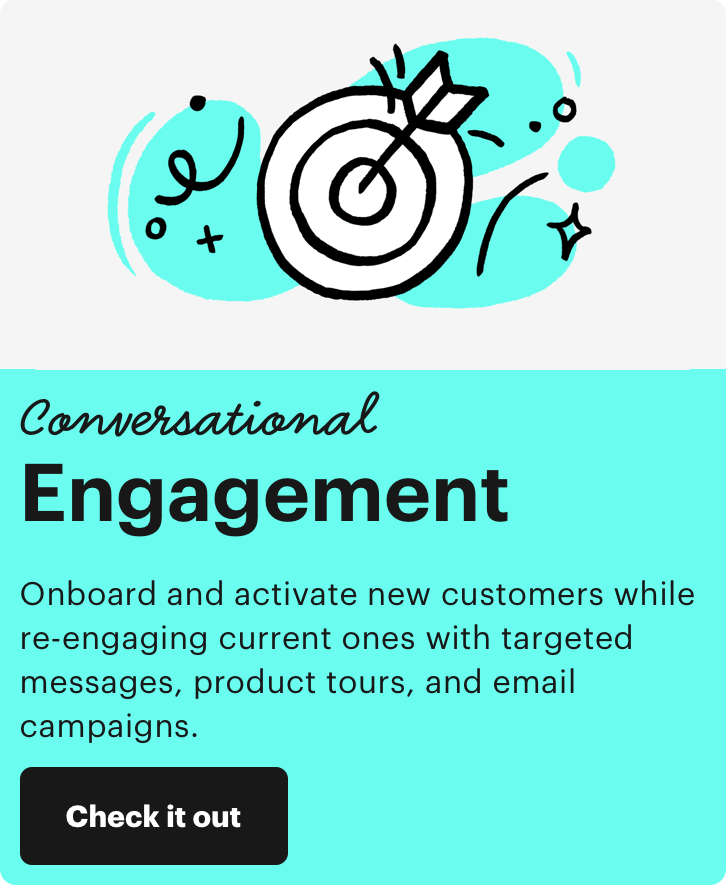 Conversational
Engagement
Onboard and activate new customers while
re-engaging current ones with targeted
messages, product tours, and email
campaigns.
Check it out